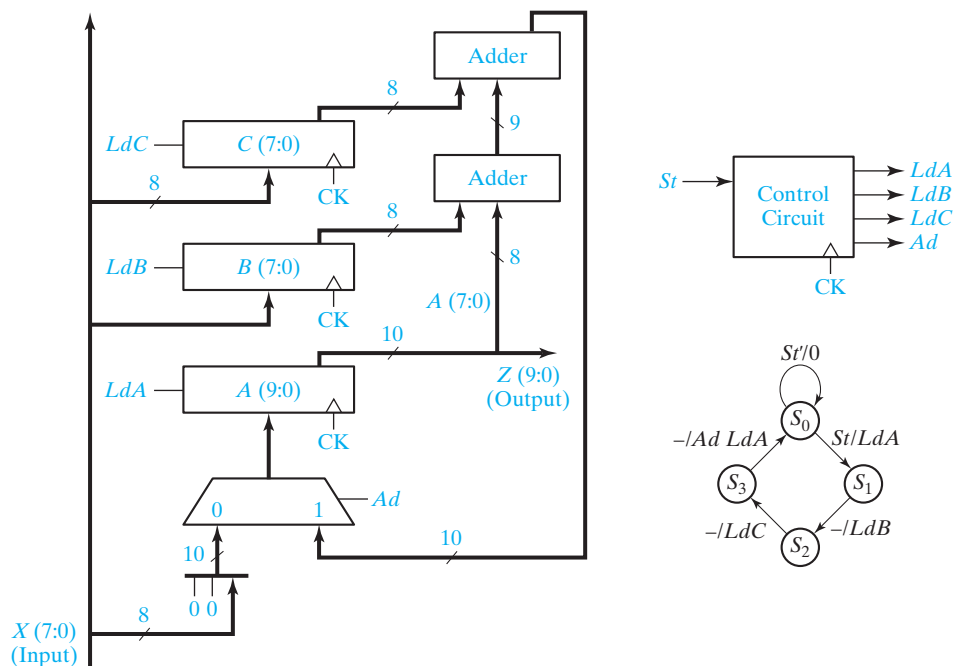 Adder
8
9
LdC
C (7:0)
CK
8
Adder
8
8
LdB
B (7:0)
CK
A (7:0)
10
LdA
A (9:0)
CK
Z (9:0)
(Output)
0
1
Ad
10
10
0 0
8
X (7:0)
(Input)
St
Control
Circuit
CK
LdA
LdB
LdC
Ad
St'/0
S0
–/Ad LdA
St/LdA
S3
S1
–/LdC
S2
–/LdB